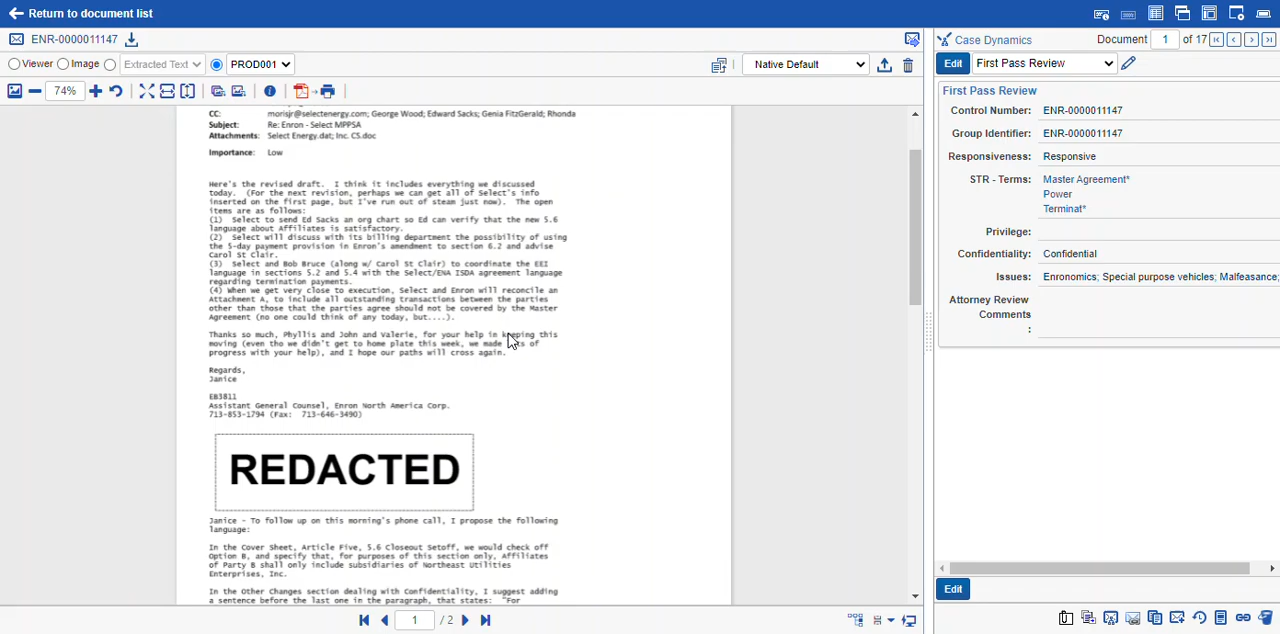 Return to document list
ENR-0000011147
Case Dynamics Document 1 of 17
Viewer Image Extracted Text PROD001 Native Default
Edit First Pass Review
74%
First Pass Review
Control Number: ENR-0000011147
Group Identifier: ENR-0000011147
Responsiveness: Responsive
STR - Terms: Master Agreement*
Power
Terminat*
Privilege:
Confidentiality: Confidential
Issues: Enronomics; Special purpose vehicles; Malfeasance;
Attorney Review
Comments
:
Edit
CC: morisjr@selectenergy.com; George Wood; Edward Sacks; Genia FitzGerald; Rhonda
Subject: Re: Enron - Select MPPSA
Attachments: Select Energy.dat; Inc. CS.doc
Importance: Low
Here's the revised draft. I think it includes everything we discussed
today. (For the next revision, perhaps we can get all of Select's info
inserted on the first page, but I've run out of steam just now). The open
items are as follows:
(1) Select to send Ed Sacks an org chart so Ed can verify that the new 5.6
language about Affiliates is satisfactory.
(2) Select will discuss with its billing department the possibility of using
the 5-day payment provision in Enron's amendment to section 6.2 and advise
Carol St Clair.
(3) Select and Bob Bruce (along w/ Carol St Clair) to coordinate the EEI
language in sections 5.2 and 5.4 with the Select/ENA ISDA agreement language
regarding termination payments.
(4) When we get very close to execution, Select and Enron will reconcile an
Attachment A, to include all outstanding transactions between the parties
other than those that the parties agree should not be covered by the Master
Agreement (no one could think of any today, but....).
Thanks so much, Phyllis and John and Valerie, for your help in keeping this
moving (even tho we didn't get to home plate this week, we made of
progress with your help), and I hope our paths will cross again.
Regards,
Janice
EB3811
Assistant General Counsel, Enron North America Corp.
713-853-1794 (Fax: 713-646-3490)
REDACTED
Janice - To follow up on this morning's phone call, I propose the following
language:
In the Cover Sheet, Article Five, 5.6 Closeout Setoff, we would check off
Option B, and specify that, for purposes of this section only, Affiliates
of Party B shall only include subsidiaries of Northeast Utilities
Enterprises, Inc.
In the Other Changes section dealing with Confidentiality, I suggest adding
a sentence before the last one in the paragraph, that states: "For
1 / 2